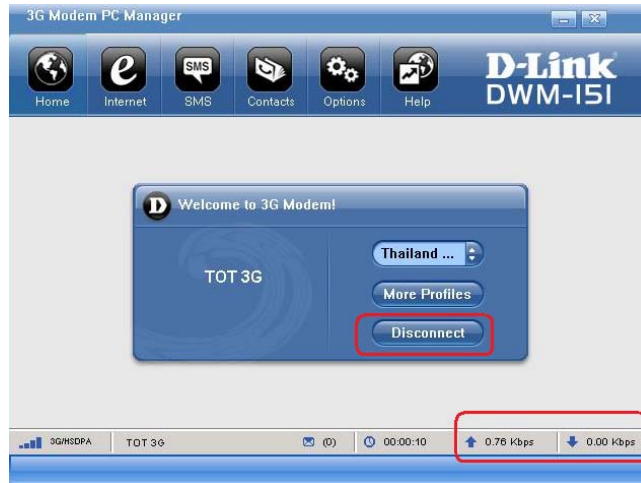 3G Modem PC Manager
Home
Internet
SMS
SMS
Contacts
Options
Help
D-Link
DWM-151
D Welcome to 3G Modem!
TOT 3G
Thailand ...
More Profiles
Disconnect
3G/HSDPA
TOT 3G
(0)
00:00:10
0.76 Kbps
0.00 Kbps